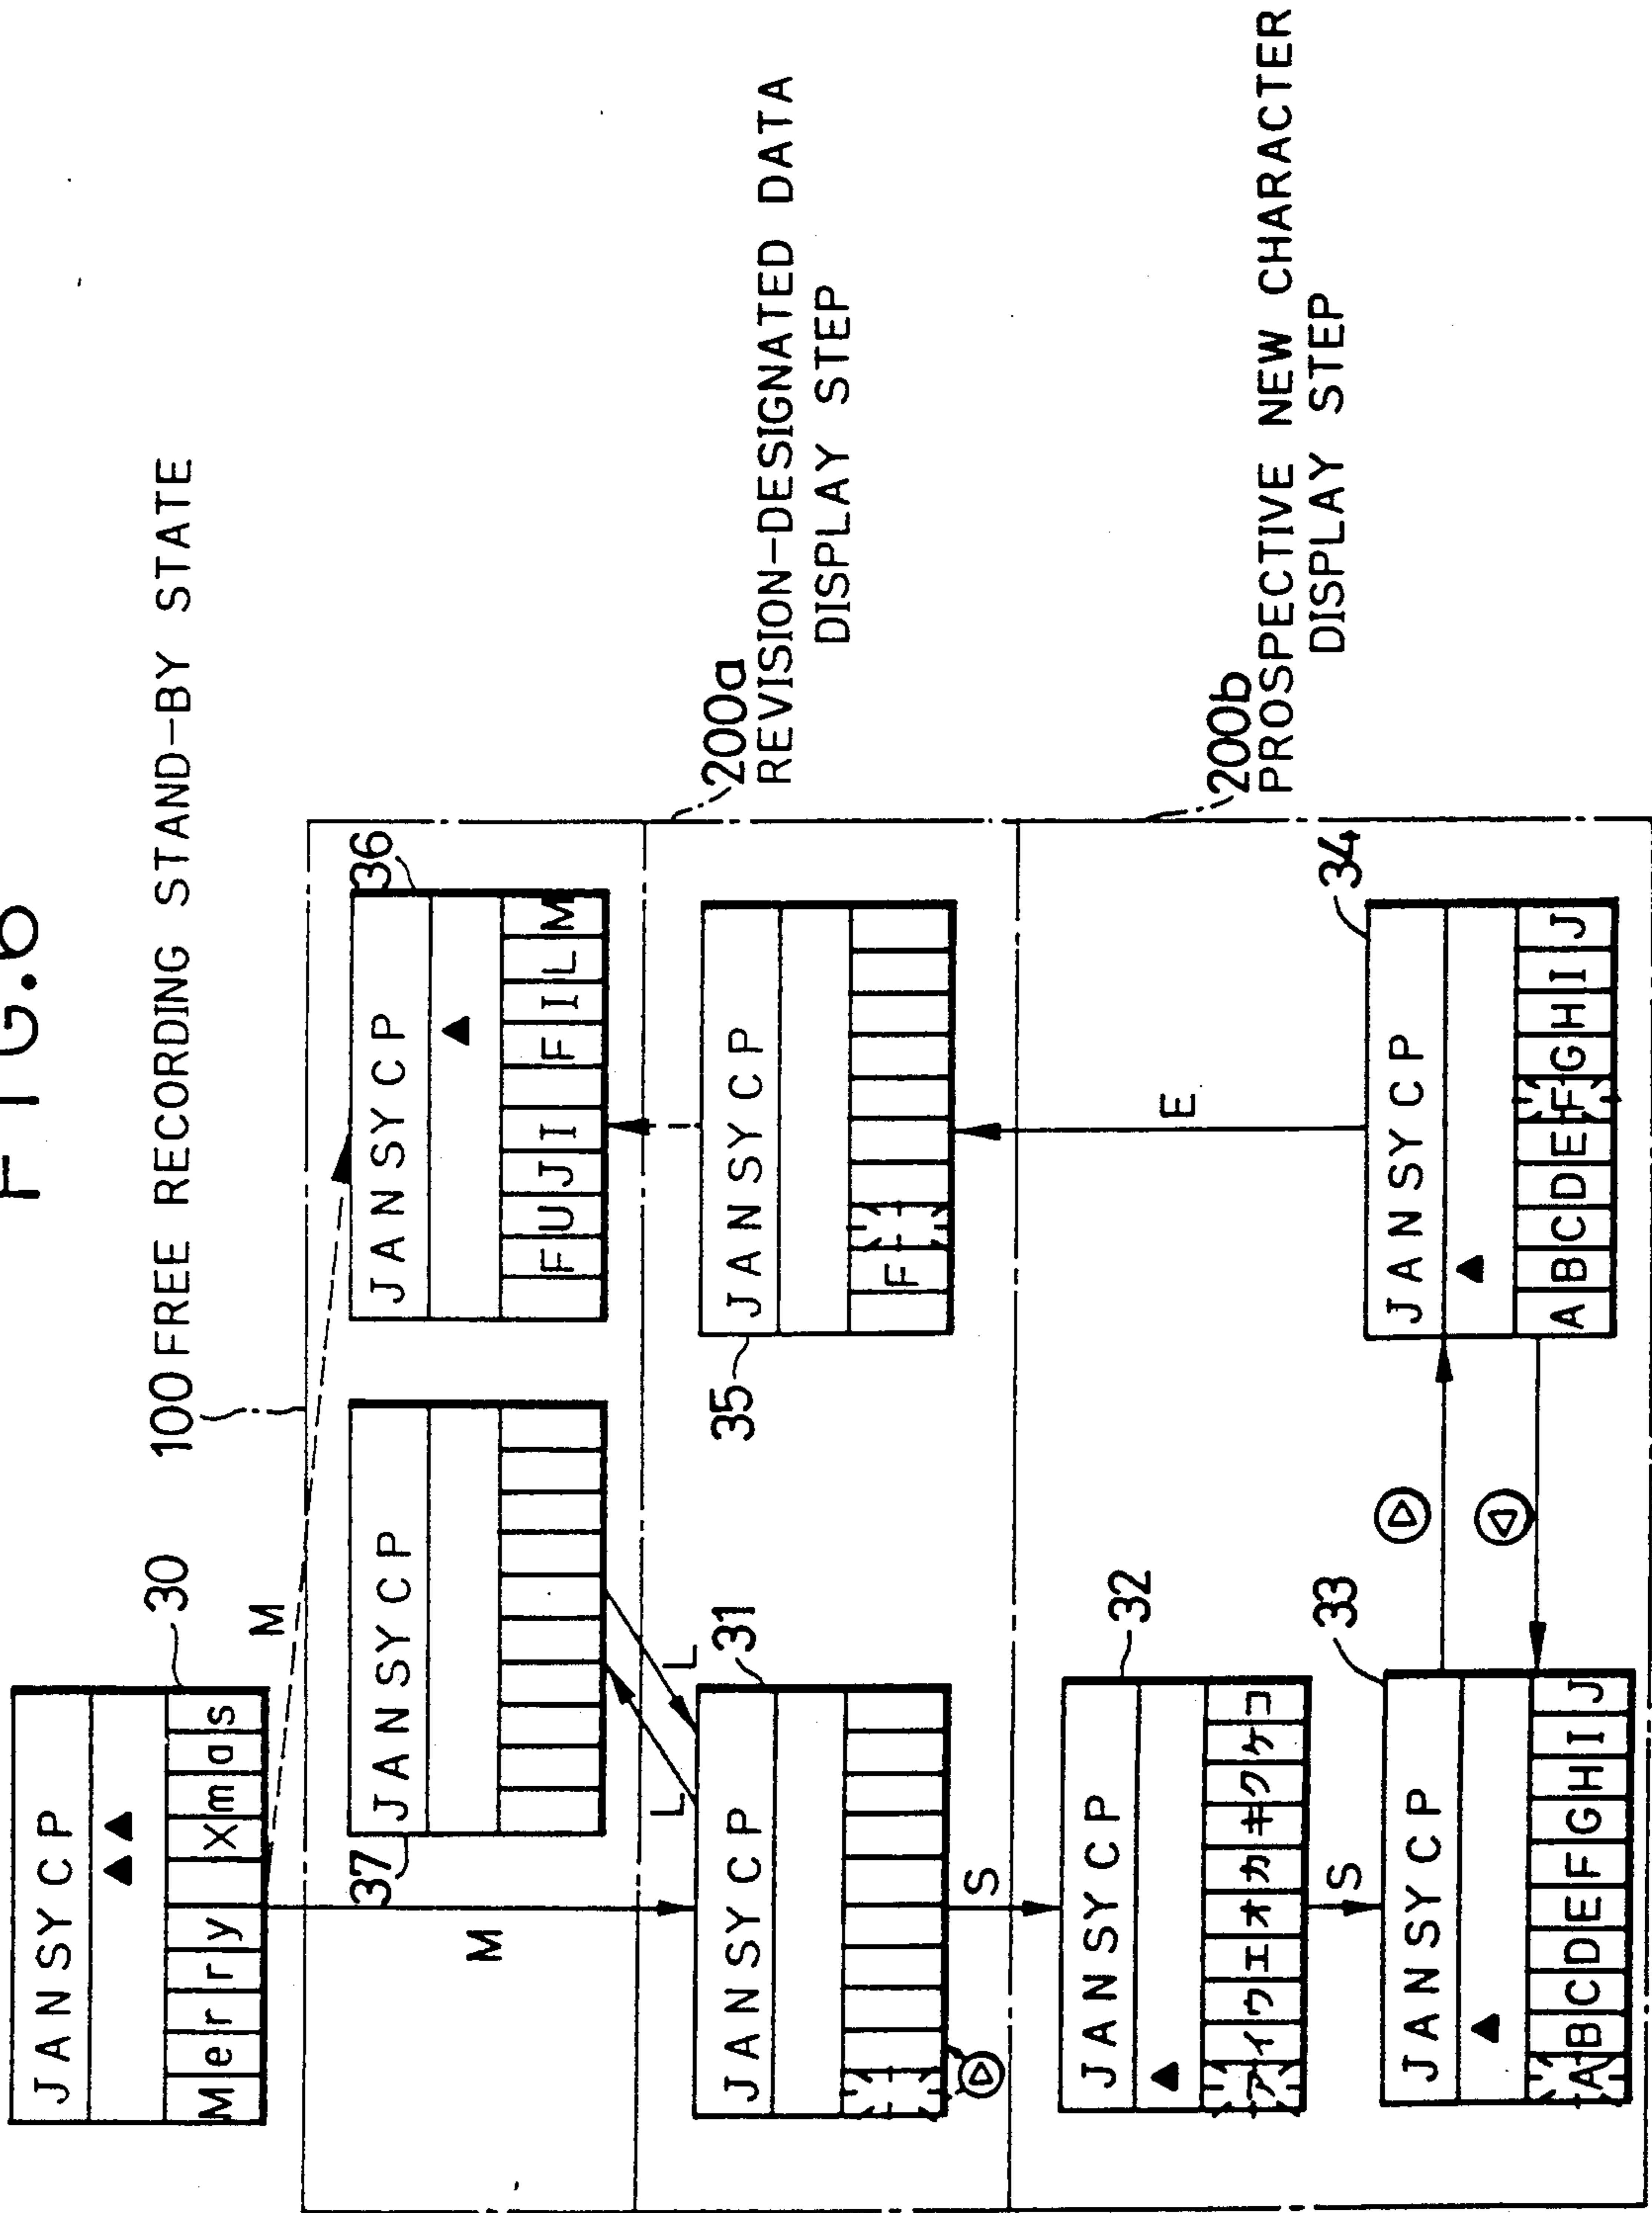 FIG.6
JANSYCP
▲▲
Merry Xmas
30
M
M
100 FREE RECORDING STAND-BY STATE
37
JANSYCP
36
JANSYCP
▲
FUJI FILM
L
L
31
JANSYCP
35
JANSYCP
F
200a
REVISION-DESIGNATED DATA
DISPLAY STEP
S
E
32
JANSYCP
▲
アイウエオカキクケコ
S
33
JANSYCP
▲
ABCDEFGHIJ
34
JANSYCP
▲
ABCDEFGHIJ
200b
PROSPECTIVE NEW CHARACTER
DISPLAY STEP